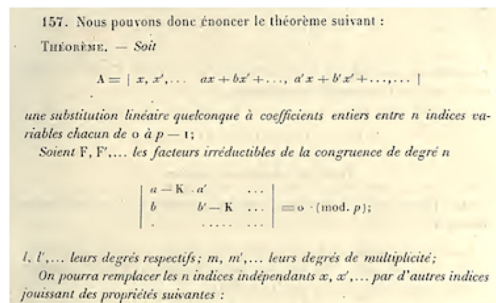 157. Nous pouvons donc énoncer le théorème suivant :
THÉORÈME. — Soit
A = | x, x',... ax + bx' +..., a'x + b'x' +...,... |
une substitution linéaire quelconque à coefficients entiers entre n indices va-
riables chacun de 0 à p — 1;
Soient F, F',... les facteurs irréductibles de la congruence de degré n
| a — K a' ... |
| b b' — K ... | ≡ 0 (mod. p);
| . ..... ... |
l, l',... leurs degrés respectifs; m, m',... leurs degrés de multiplicité;
On pourra remplacer les n indices indépendants x, x',... par d'autres indices
jouissant des propriétés suivantes :